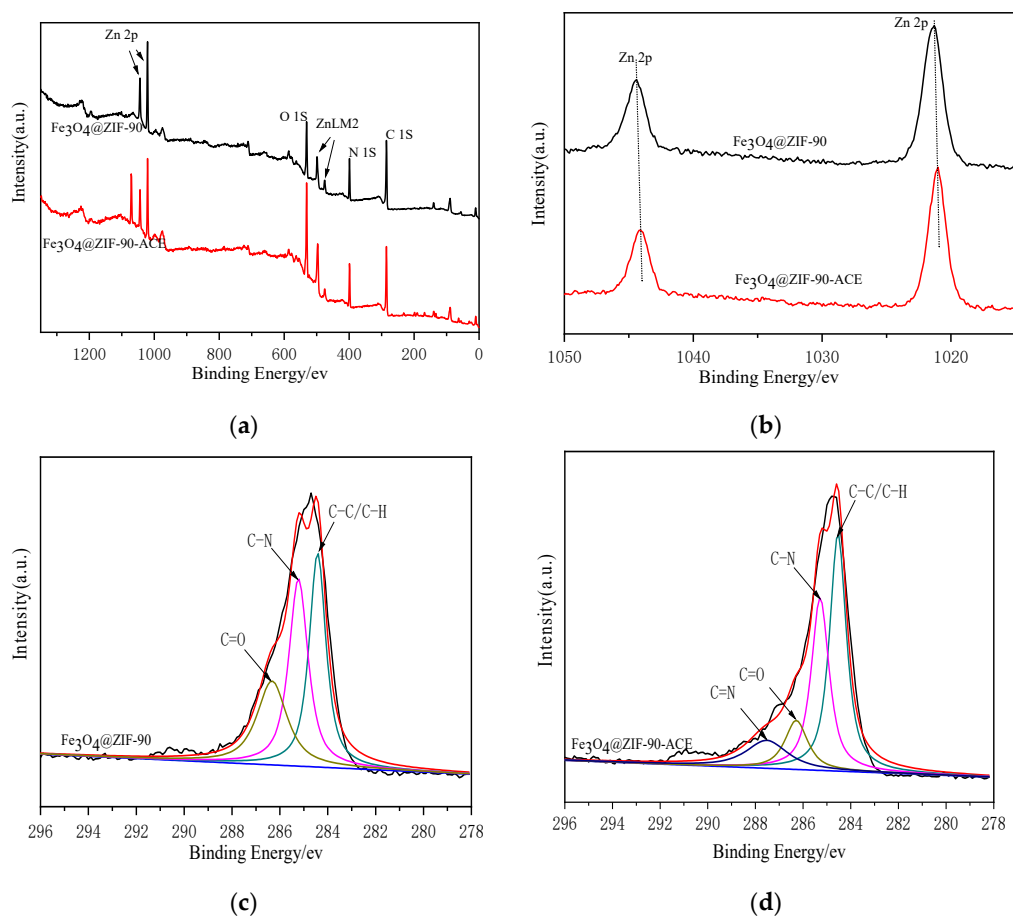 Zn 2p
Fe3O4@ZIF-90
O 1S
ZnLM2
N 1S
C 1S
Fe3O4@ZIF-90-ACE
Intensity(a.u.)
1200 1000 800 600 400 200 0
Binding Energy/ev
(a)
Zn 2p
Zn 2p
Fe3O4@ZIF-90
Fe3O4@ZIF-90-ACE
Intensity(a.u.)
1050 1040 1030 1020
Binding Energy/ev
(b)
C-C/C-H
C-N
C=O
Fe3O4@ZIF-90
Intensity(a.u.)
296 294 292 290 288 286 284 282 280 278
Binding Energy/ev
(c)
C-C/C-H
C-N
C=O
C=N
Fe3O4@ZIF-90-ACE
Intensity(a.u.)
296 294 292 290 288 286 284 282 280 278
Binding Energy/ev
(d)